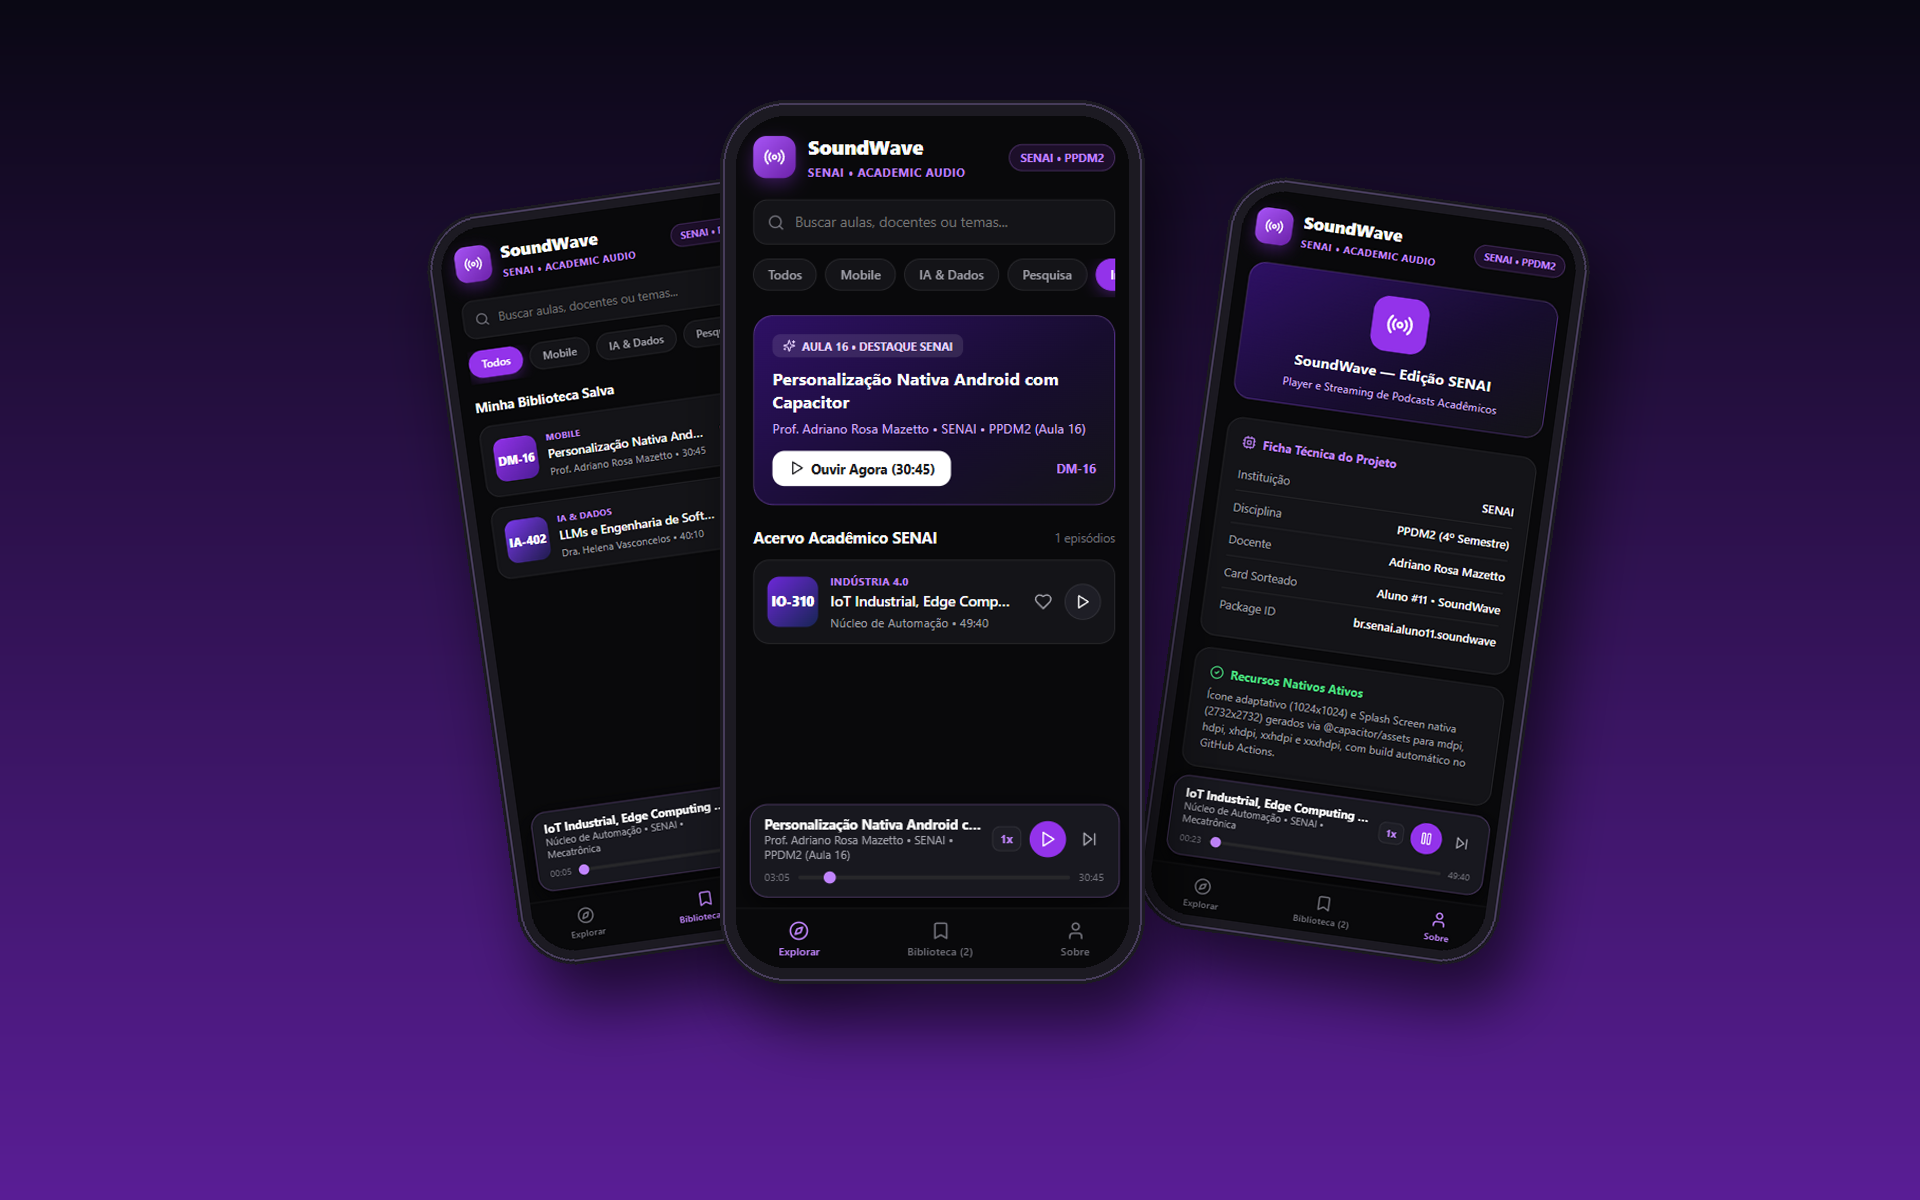 SoundWave
SENAI • ACADEMIC AUDIO
SENAI •
Buscar aulas, docentes ou temas...
Todos
Mobile
IA & Dados
Minha Biblioteca Salva
DM-16
MOBILE
Personalização Nativa And...
Prof. Adriano Rosa Mazetto • 30:45
IA-402
IA & DADOS
LLMs e Engenharia de Soft...
Dra. Helena Vasconcelos • 40:10
IoT Industrial, Edge Computing ...
Núcleo de Automação • SENAI •
Mecatrônica
00:05
Explorar
Biblioteca
SoundWave
SENAI • ACADEMIC AUDIO
SENAI • PPDM2
Buscar aulas, docentes ou temas...
Todos
Mobile
IA & Dados
Pesquisa
AULA 16 • DESTAQUE SENAI
Personalização Nativa Android com
Capacitor
Prof. Adriano Rosa Mazetto • SENAI • PPDM2 (Aula 16)
Ouvir Agora (30:45)
DM-16
Acervo Acadêmico SENAI
1 episódios
IO-310
INDÚSTRIA 4.0
IoT Industrial, Edge Comp...
Núcleo de Automação • 49:40
Personalização Nativa Android c...
Prof. Adriano Rosa Mazetto • SENAI •
PPDM2 (Aula 16)
1x
03:05
30:45
Explorar
Biblioteca (2)
Sobre
SoundWave
SENAI • ACADEMIC AUDIO
SENAI • PPDM2
SoundWave — Edição SENAI
Player e Streaming de Podcasts Acadêmicos
Ficha Técnica do Projeto
Instituição
SENAI
Disciplina
PPDM2 (4º Semestre)
Docente
Adriano Rosa Mazetto
Card Sorteado
Aluno #11 • SoundWave
Package ID
br.senai.aluno11.soundwave
Recursos Nativos Ativos
Ícone adaptativo (1024x1024) e Splash Screen nativa
(2732x2732) gerados via @capacitor/assets para mdpi,
hdpi, xhdpi, xxhdpi e xxxhdpi, com build automático no
GitHub Actions.
IoT Industrial, Edge Computing ...
Núcleo de Automação • SENAI •
Mecatrônica
1x
00:23
49:40
Explorar
Biblioteca (2)
Sobre